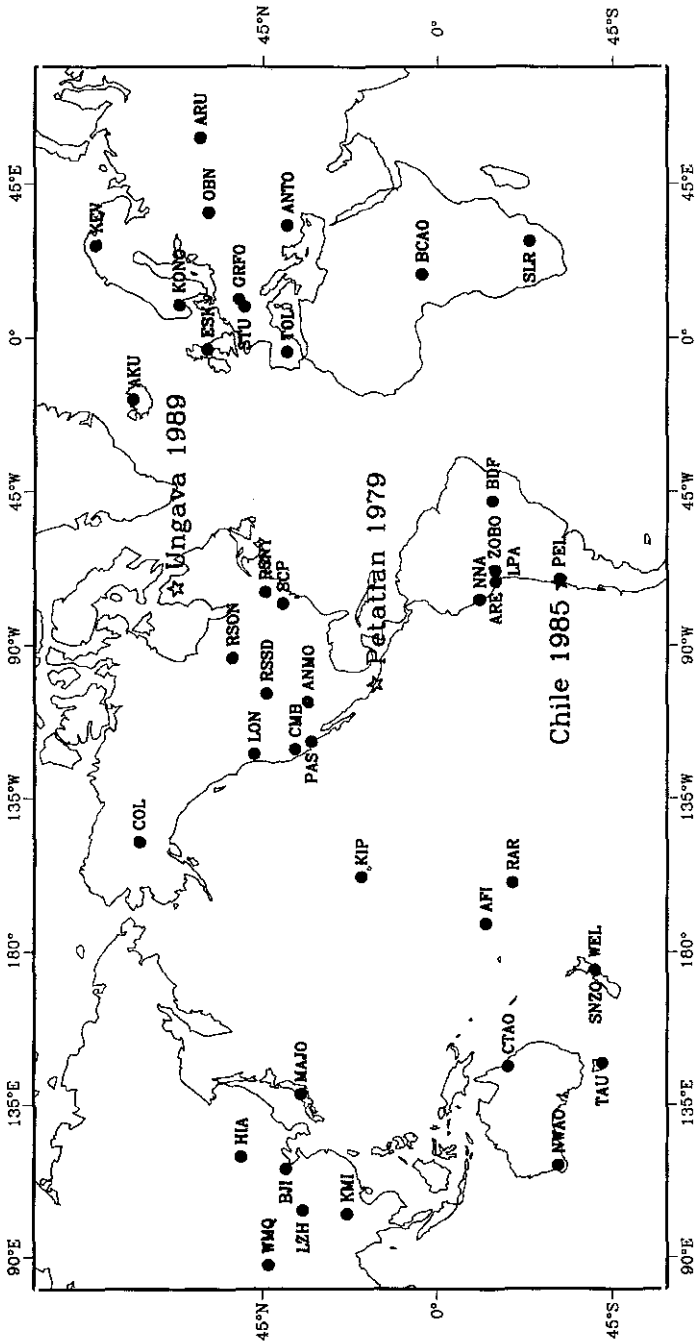 90°E 135°E 180° 135°W 90°W 45°W 0° 45°E
KEV
COL
AKU
KONO
ARU
Ungava 1989
ESK
OBN
RSON
GRFO
STU
HIA
LON
RSSD
RSNY
45°N
45°N
WMQ
BJI
CMB
SCP
TOL
ANTO
LZH
MAJO
PAS
ANMO
KMI
KIP
Petatlan 1979
0°
0°
BCAO
AFI
NNA
ARE
ZOBO
LPA
BDF
CTAO
RAR
SLR
NWAO
Chile 1985
PEL
TAU
SNZO
WEL
45°S
45°S
90°E 135°E 180° 135°W 90°W 45°W 0° 45°E